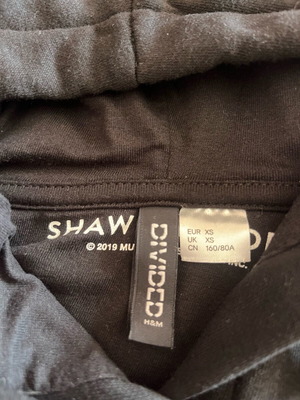 SHAW
© 2019 MU
DIVIDED
H&M
EUR XS
UK XS
CN 160/80A
INC.